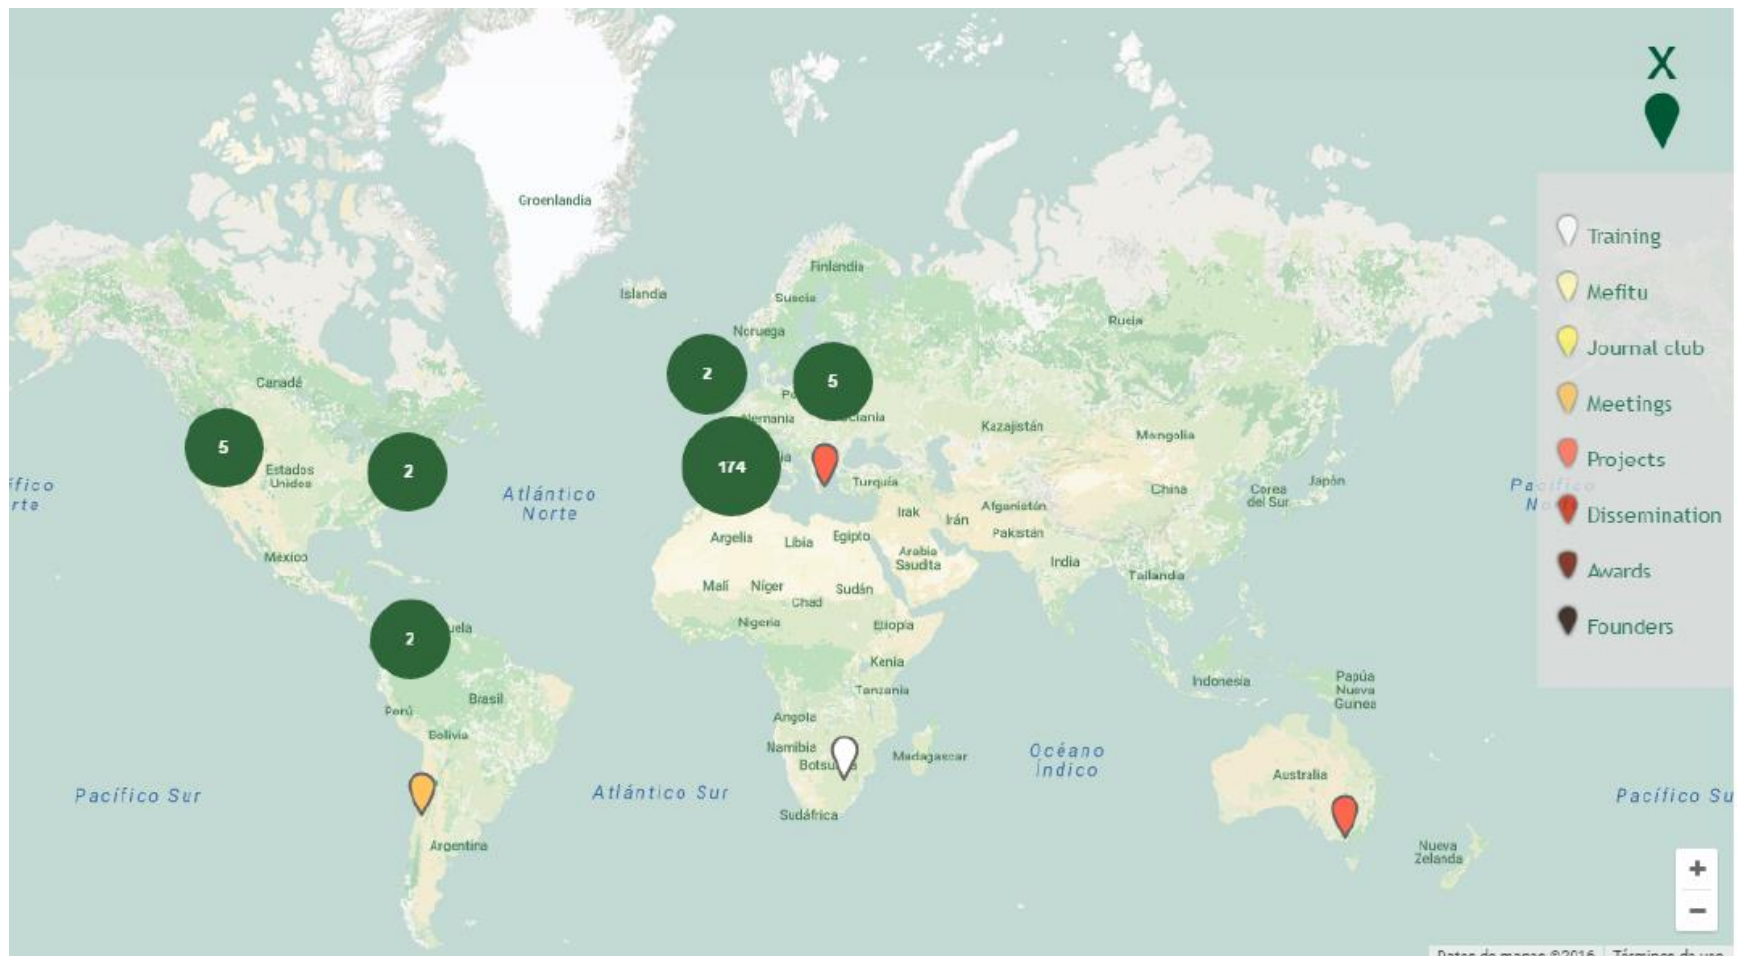 X
Groenlandia
Training
Finlandia
Islandia
Suecia
Mefitu
Noruega
Rusia
Journal club
2
5
Canadá
Meetings
Alemania
Kazajistán
Mongolia
5
2
Estados
Unidos
174
Projects
Turquía
China
Corea
del Sur
Japón
Atlántico
Norte
Irak
Irán
Afganistán
Pakistán
Dissemination
México
Argelia
Libia
Egipto
Arabia
Saudita
India
Tailandia
Awards
Malí
Níger
Chad
Sudán
Nigeria
Etiopía
Founders
2
Kenia
Tanzania
Indonesia
Papúa
Nueva
Guinea
Brasil
Perú
Bolivia
Angola
Namibia
Madagascar
Océano
Índico
Australia
Pacífico Sur
Atlántico Sur
Pacífico Su
Sudáfrica
Argentina
Nueva
Zelanda
+
−